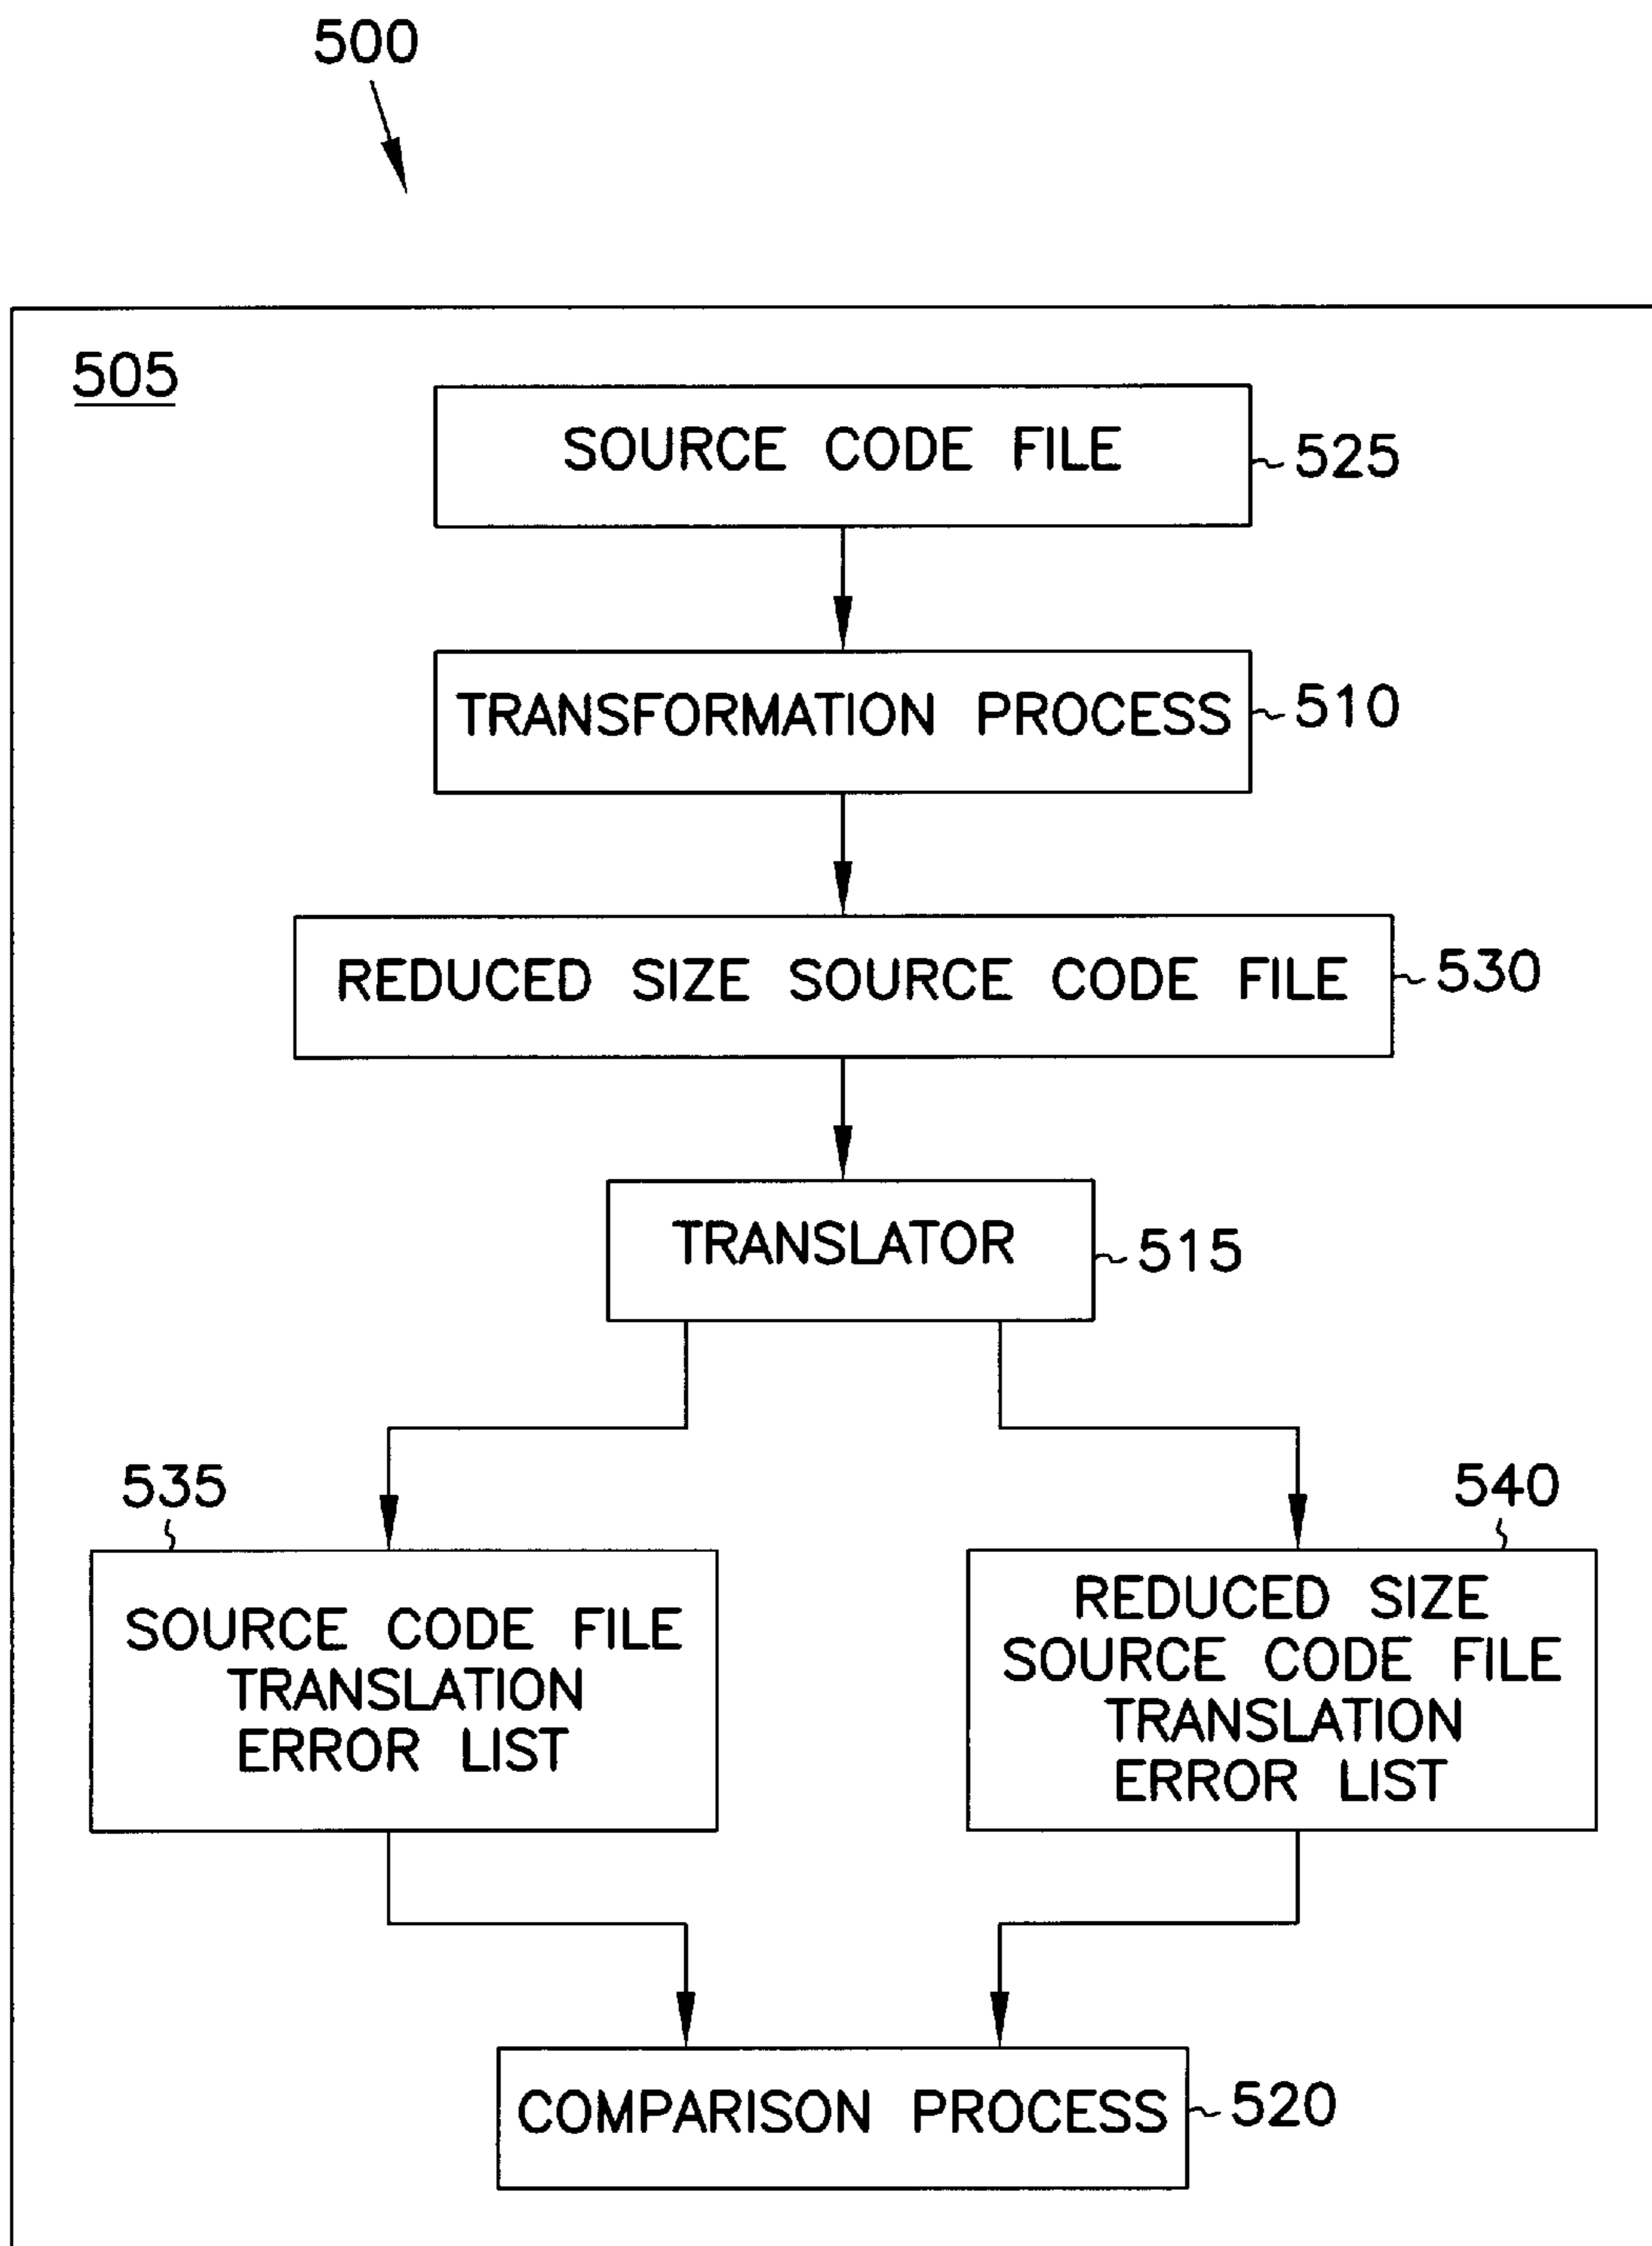 500
505
SOURCE CODE FILE
525
TRANSFORMATION PROCESS
510
REDUCED SIZE SOURCE CODE FILE
530
TRANSLATOR
515
535
SOURCE CODE FILE
TRANSLATION
ERROR LIST
540
REDUCED SIZE
SOURCE CODE FILE
TRANSLATION
ERROR LIST
COMPARISON PROCESS
520